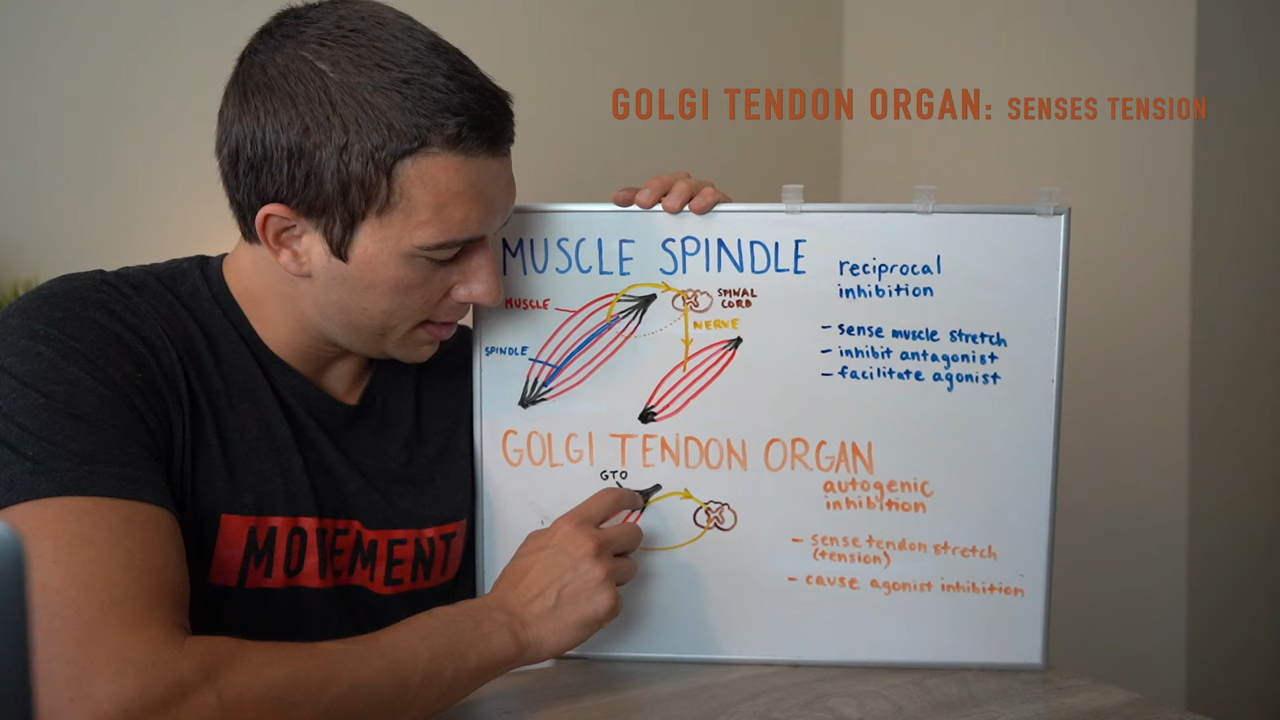 GOLGI TENDON ORGAN: SENSES TENSION
MUSCLE SPINDLE
reciprocal
inhibition
MUSCLE
SPINAL
CORD
NERVE
SPINDLE
- sense muscle stretch
- inhibit antagonist
- facilitate agonist
GOLGI TENDON ORGAN
GTO
autogenic
inhibition
- sense tendon stretch
(tension)
- cause agonist inhibition
MOVEMENT